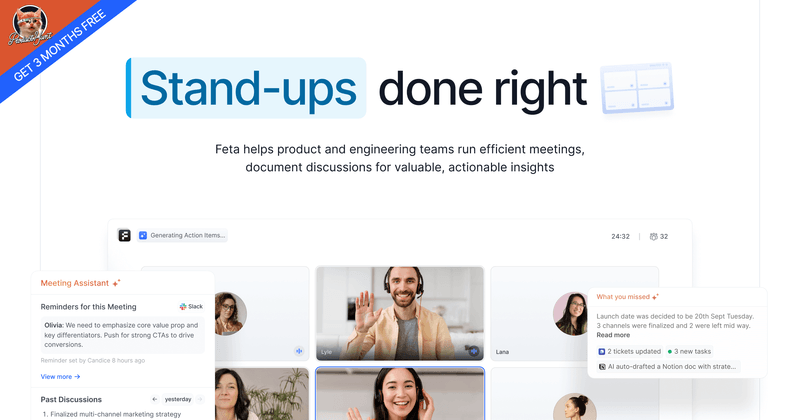 GET 3 MONTHS FREE
Stand-ups done right
Feta helps product and engineering teams run efficient meetings,
document discussions for valuable, actionable insights
Generating Action Items...
24:32
32
Meeting Assistant
Reminders for this Meeting
Slack
Olivia: We need to emphasize core value prop and
key differentiators. Push for strong CTAs to drive
conversions.
Reminder set by Candice 8 hours ago
View more →
Past Discussions
← yesterday →
1. Finalized multi-channel marketing strategy
Lyle
Lana
What you missed
Launch date was decided to be 20th Sept Tuesday.
3 channels were finalized and 2 were left mid way.
Read more
2 tickets updated
3 new tasks
AI auto-drafted a Notion doc with strate...